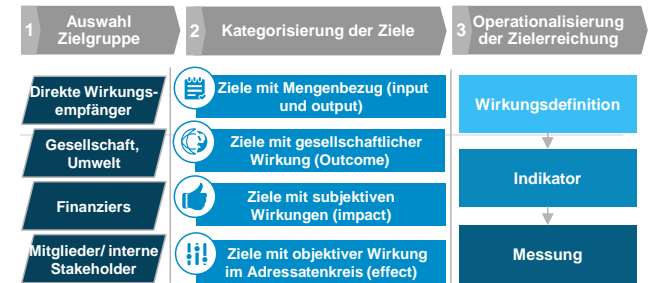 1
Auswahl
Zielgruppe
2
Kategorisierung der Ziele
3
Operationalisierung
der Zielerreichung
Direkte Wirkungs-
empfänger
Gesellschaft,
Umwelt
Finanziers
Mitglieder/ interne
Stakeholder
Ziele mit Mengenbezug (input
und output)
Ziele mit gesellschaftlicher
Wirkung (Outcome)
Ziele mit subjektiven
Wirkungen (impact)
Ziele mit objektiver Wirkung
im Adressatenkreis (effect)
Wirkungsdefinition
Indikator
Messung